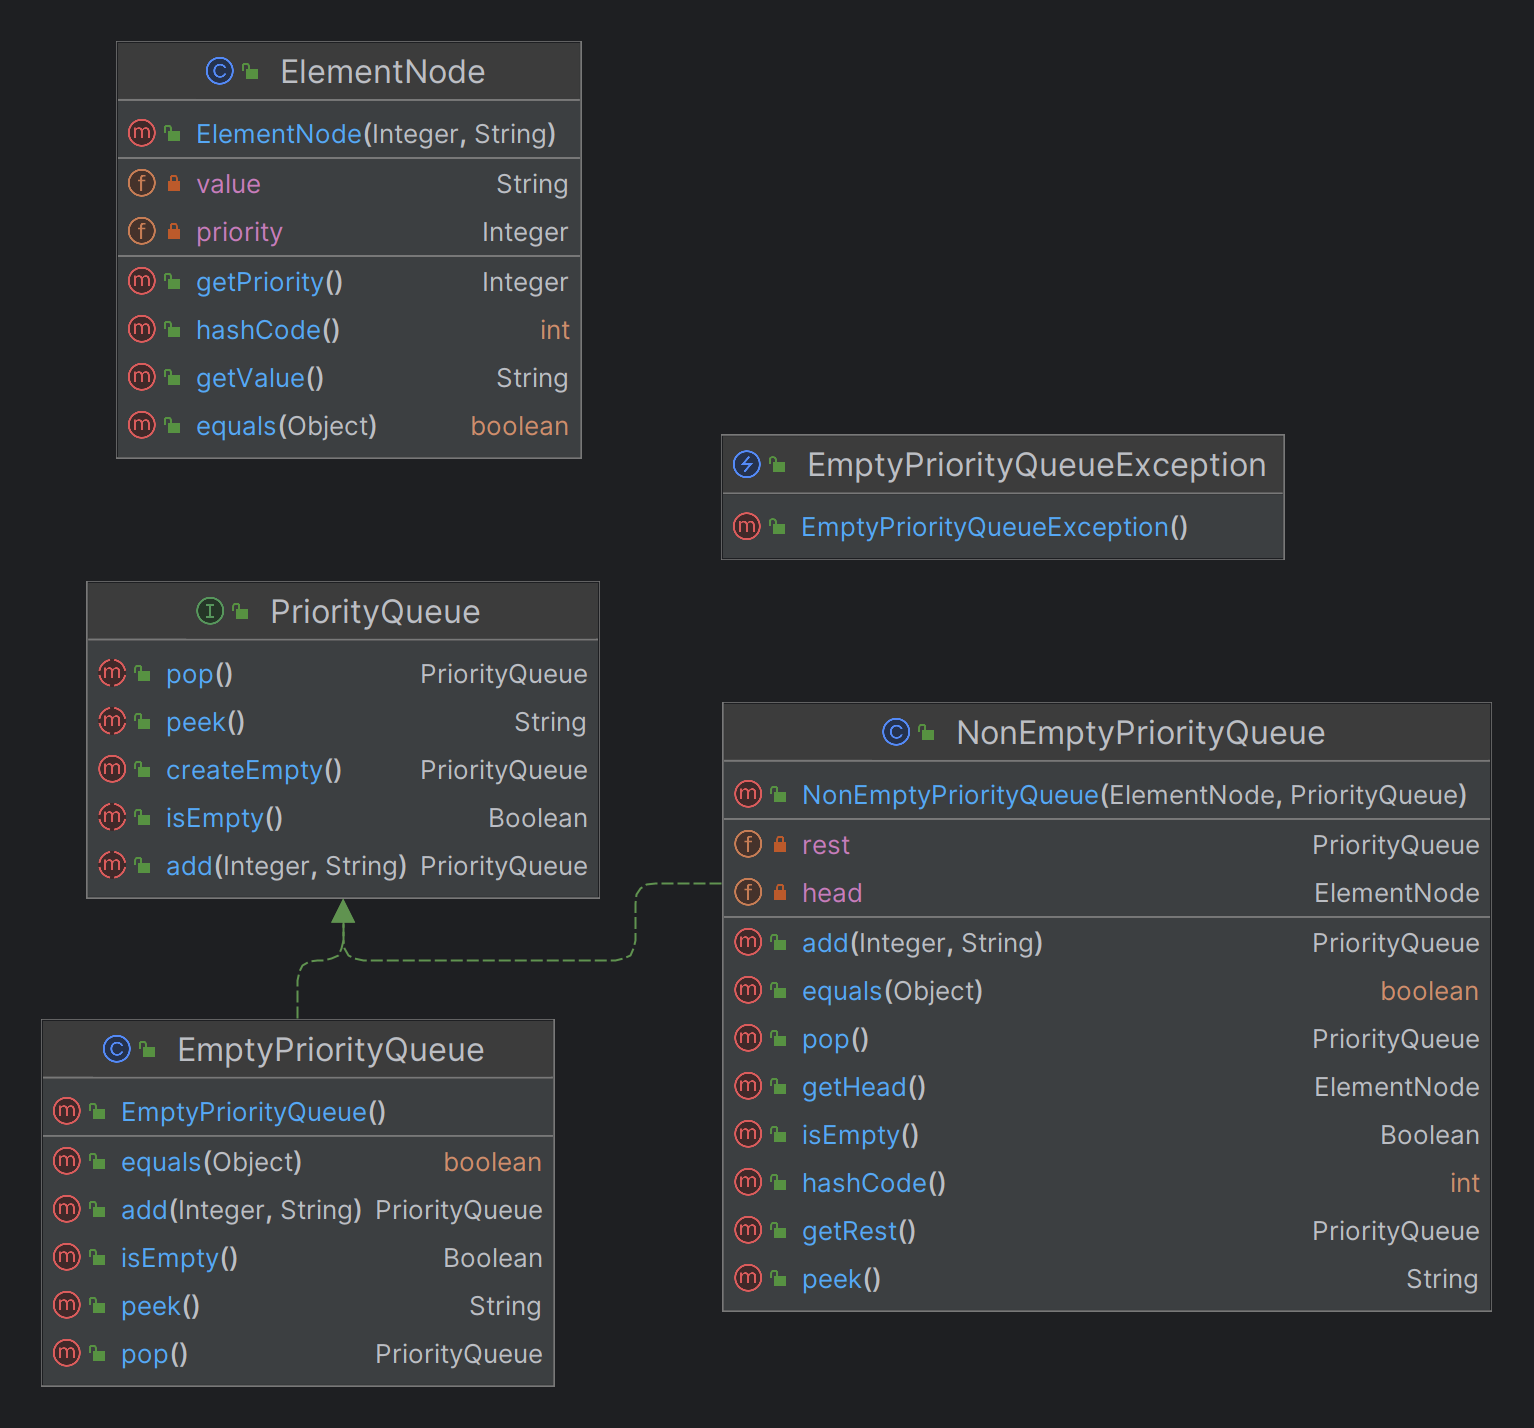 ElementNode
ElementNode(Integer, String)
value String
priority Integer
getPriority() Integer
hashCode() int
getValue() String
equals(Object) boolean
EmptyPriorityQueueException
EmptyPriorityQueueException()
PriorityQueue
pop() PriorityQueue
peek() String
createEmpty() PriorityQueue
isEmpty() Boolean
add(Integer, String) PriorityQueue
NonEmptyPriorityQueue
NonEmptyPriorityQueue(ElementNode, PriorityQueue)
rest PriorityQueue
head ElementNode
add(Integer, String) PriorityQueue
equals(Object) boolean
pop() PriorityQueue
getHead() ElementNode
isEmpty() Boolean
hashCode() int
getRest() PriorityQueue
peek() String
EmptyPriorityQueue
EmptyPriorityQueue()
equals(Object) boolean
add(Integer, String) PriorityQueue
isEmpty() Boolean
peek() String
pop() PriorityQueue